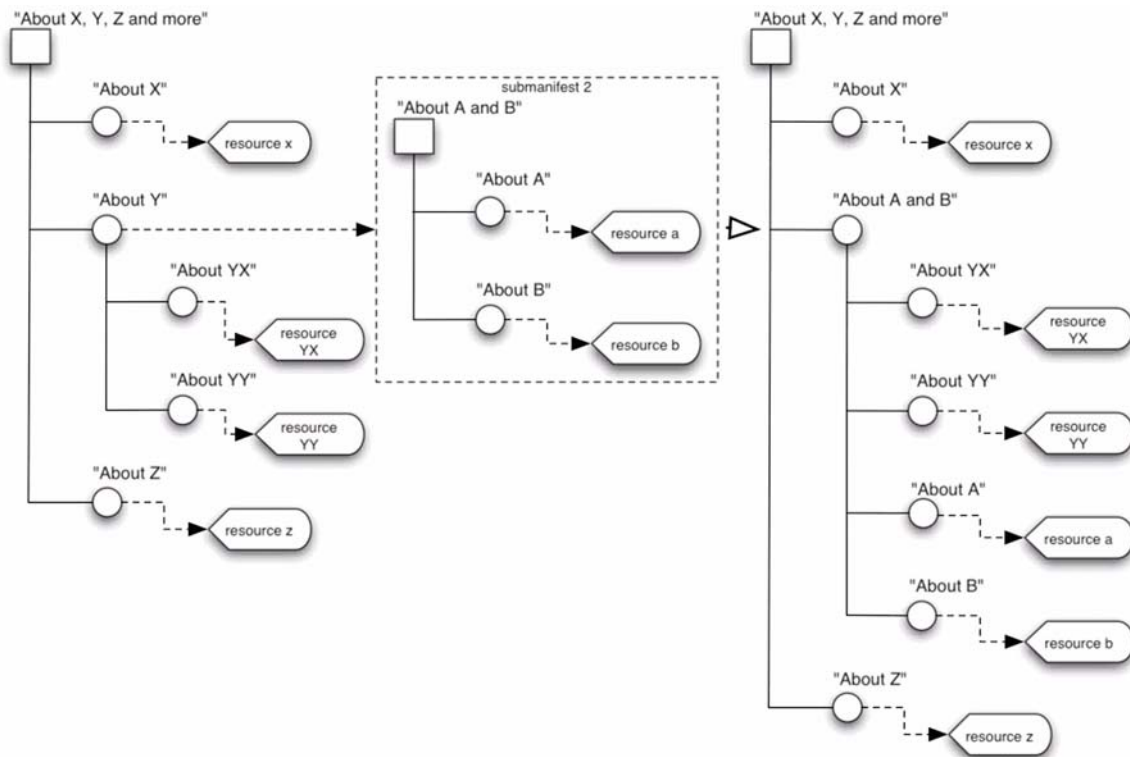 "About X, Y, Z and more"
"About X"
resource x
"About Y"
"About YX"
resource
YX
"About YY"
resource
YY
"About Z"
resource z
submanifest 2
"About A and B"
"About A"
resource a
"About B"
resource b
"About X, Y, Z and more"
"About X"
resource x
"About A and B"
"About YX"
resource
YX
"About YY"
resource
YY
"About A"
resource a
"About B"
resource b
"About Z"
resource z